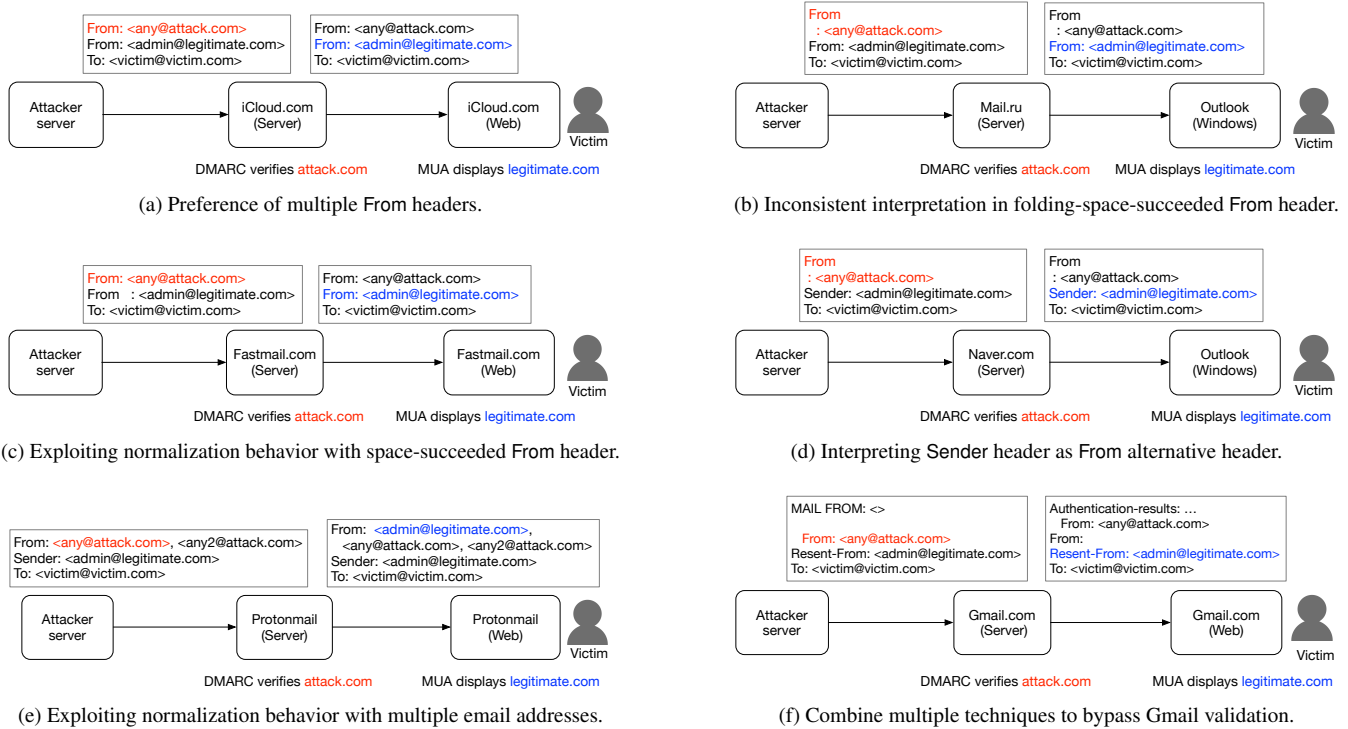 From: <any@attack.com>
From: <admin@legitimate.com>
To: <victim@victim.com>
From: <any@attack.com>
From: <admin@legitimate.com>
To: <victim@victim.com>
Attacker
server
iCloud.com
(Server)
iCloud.com
(Web)
Victim
DMARC verifies attack.com
MUA displays legitimate.com
(a) Preference of multiple From headers.
From
: <any@attack.com>
From: <admin@legitimate.com>
To: <victim@victim.com>
From
: <any@attack.com>
From: <admin@legitimate.com>
To: <victim@victim.com>
Attacker
server
Mail.ru
(Server)
Outlook
(Windows)
Victim
DMARC verifies attack.com
MUA displays legitimate.com
(b) Inconsistent interpretation in folding-space-succeeded From header.
From: <any@attack.com>
From   : <admin@legitimate.com>
To: <victim@victim.com>
From: <any@attack.com>
From: <admin@legitimate.com>
To: <victim@victim.com>
Attacker
server
Fastmail.com
(Server)
Fastmail.com
(Web)
Victim
DMARC verifies attack.com
MUA displays legitimate.com
(c) Exploiting normalization behavior with space-succeeded From header.
From
: <any@attack.com>
Sender: <admin@legitimate.com>
To: <victim@victim.com>
From
: <any@attack.com>
Sender: <admin@legitimate.com>
To: <victim@victim.com>
Attacker
server
Naver.com
(Server)
Outlook
(Windows)
Victim
DMARC verifies attack.com
MUA displays legitimate.com
(d) Interpreting Sender header as From alternative header.
From: <any@attack.com>, <any2@attack.com>
Sender: <admin@legitimate.com>
To: <victim@victim.com>
From: <admin@legitimate.com>,
<any@attack.com>, <any2@attack.com>
Sender: <admin@legitimate.com>
To: <victim@victim.com>
Attacker
server
Protonmail
(Server)
Protonmail
(Web)
Victim
DMARC verifies attack.com
MUA displays legitimate.com
(e) Exploiting normalization behavior with multiple email addresses.
MAIL FROM: <>
From: <any@attack.com>
Resent-From: <admin@legitimate.com>
To: <victim@victim.com>
Authentication-results: ...
From: <any@attack.com>
From:
Resent-From: <admin@legitimate.com>
To: <victim@victim.com>
Attacker
server
Gmail.com
(Server)
Gmail.com
(Web)
Victim
DMARC verifies attack.com
MUA displays legitimate.com
(f) Combine multiple techniques to bypass Gmail validation.